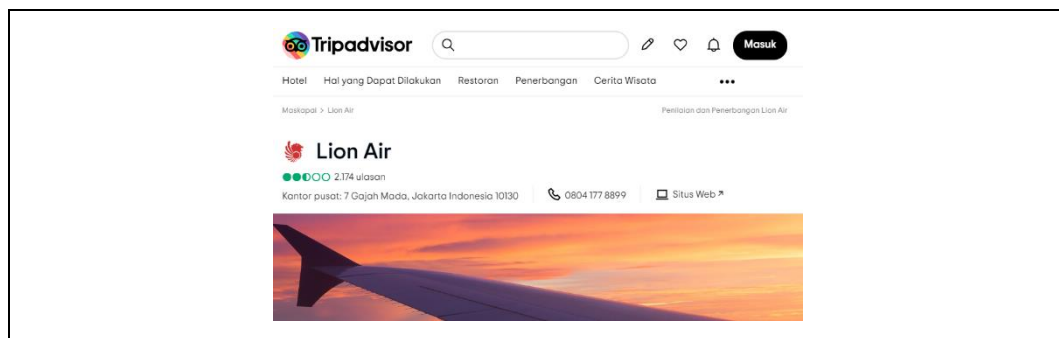 Tripadvisor
Masuk
Hotel Hal yang Dapat Dilakukan Restoran Penerbangan Cerita Wisata
Maskapai > Lion Air Penilaian dan Penerbangan Lion Air
Lion Air
2.174 ulasan
Kantor pusat: 7 Gajah Mada, Jakarta Indonesia 10130 0804 177 8899 Situs Web